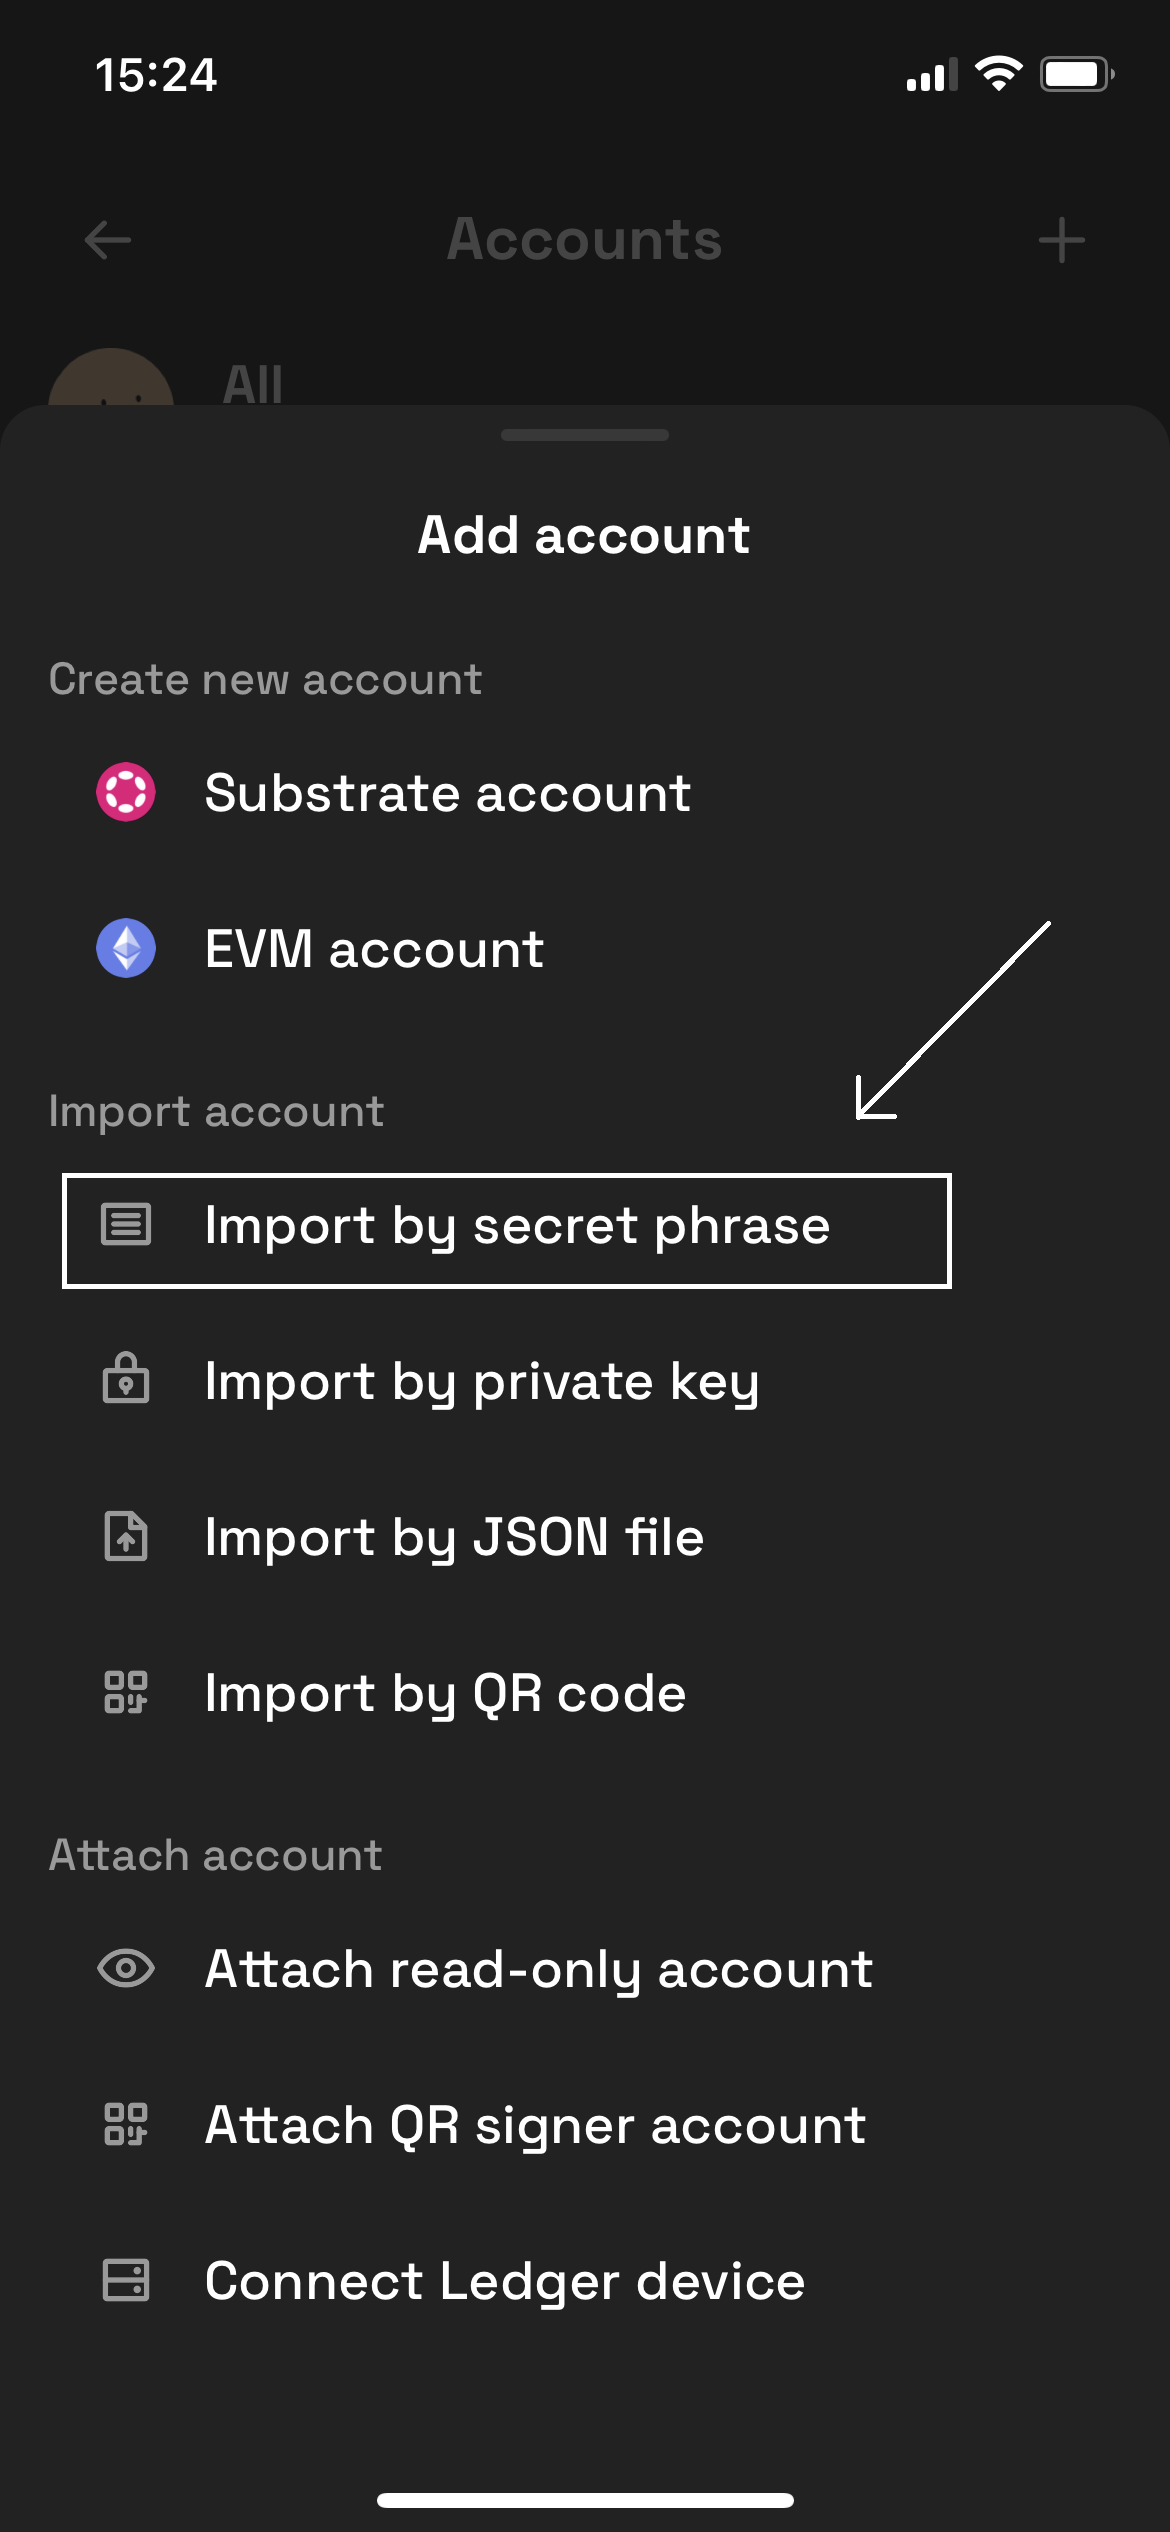 15:24
Accounts
All
Add account
Create new account
Substrate account
EVM account
Import account
Import by secret phrase
Import by private key
Import by JSON file
Import by QR code
Attach account
Attach read-only account
Attach QR signer account
Connect Ledger device